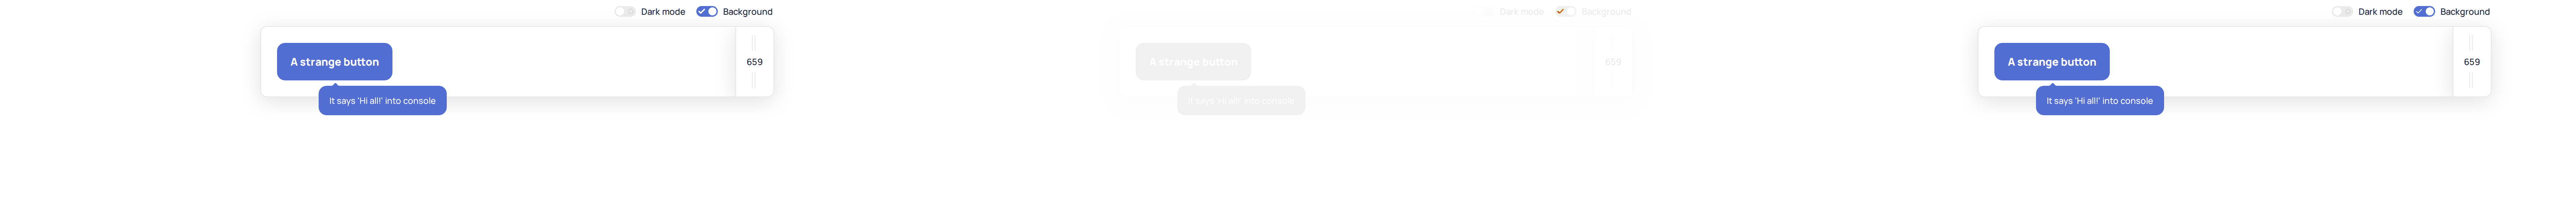 Dark mode Background
A strange button
659
It says 'Hi all!' into console
Dark mode Background
A strange button
659
It says 'Hi all!' into console
Dark mode Background
A strange button
659
It says 'Hi all!' into console